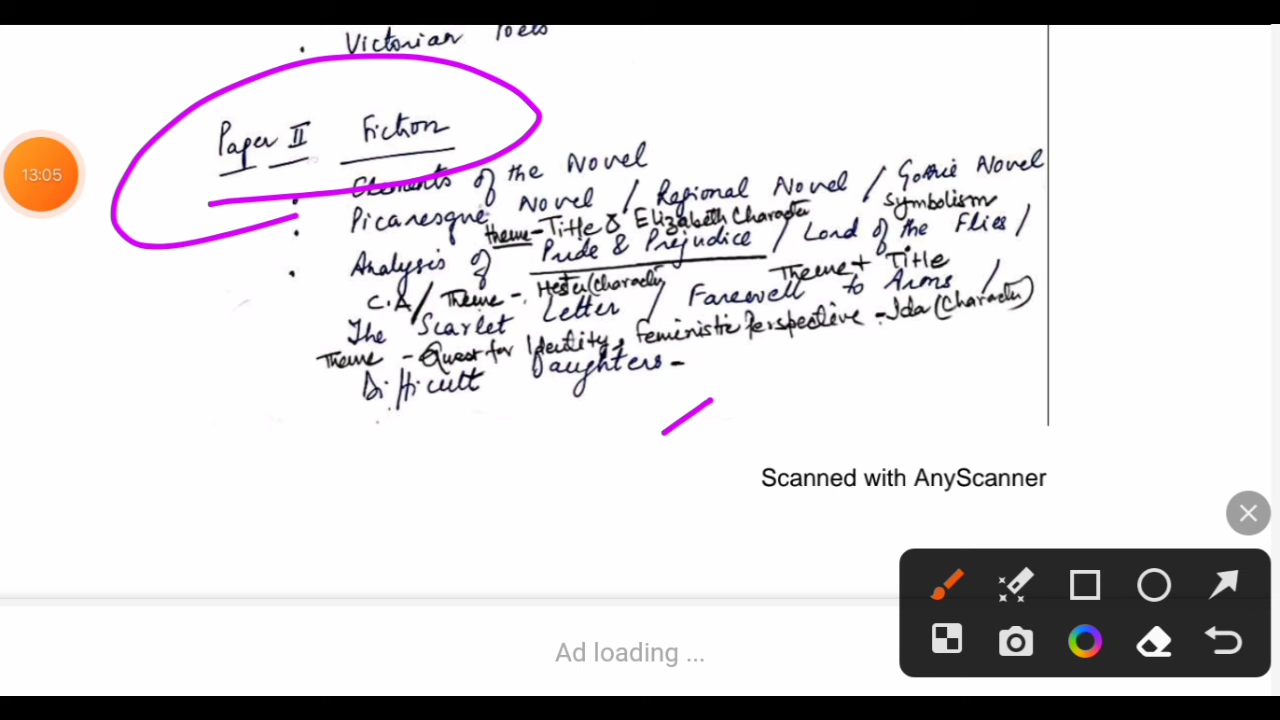 • Victorian Poets
13:05
Paper II Fiction
• Elements of the Novel
• Picaresque Novel / Regional Novel / Gothic Novel
theme - Title & Elizabeth Character symbolism
• Analysis of Pride & Prejudice / Lord of the Flies /
C.A / Theme - Hester (Character) Theme + Title
The Scarlet Letter / Farewell to Arms /
Theme - Quest for Identity, Feministic Perspective - Ida (Character)
Difficult Daughters -
Scanned with AnyScanner
Ad loading ...